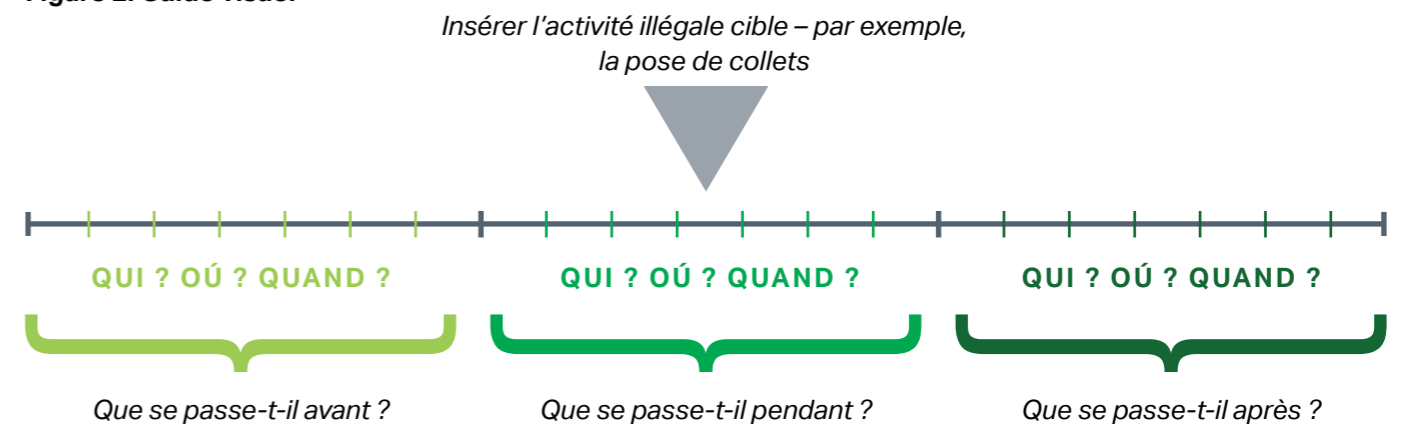 Insérer l'activité illégale cible – par exemple,
la pose de collets
QUI ? OÚ ? QUAND ?
QUI ? OÚ ? QUAND ?
QUI ? OÚ ? QUAND ?
Que se passe-t-il avant ?
Que se passe-t-il pendant ?
Que se passe-t-il après ?